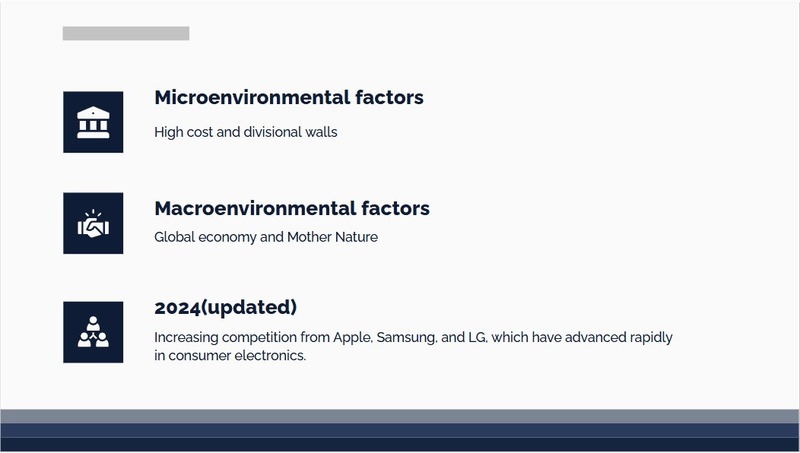 Microenvironmental factors
High cost and divisional walls
Macroenvironmental factors
Global economy and Mother Nature
2024(updated)
Increasing competition from Apple, Samsung, and LG, which have advanced rapidly
in consumer electronics.